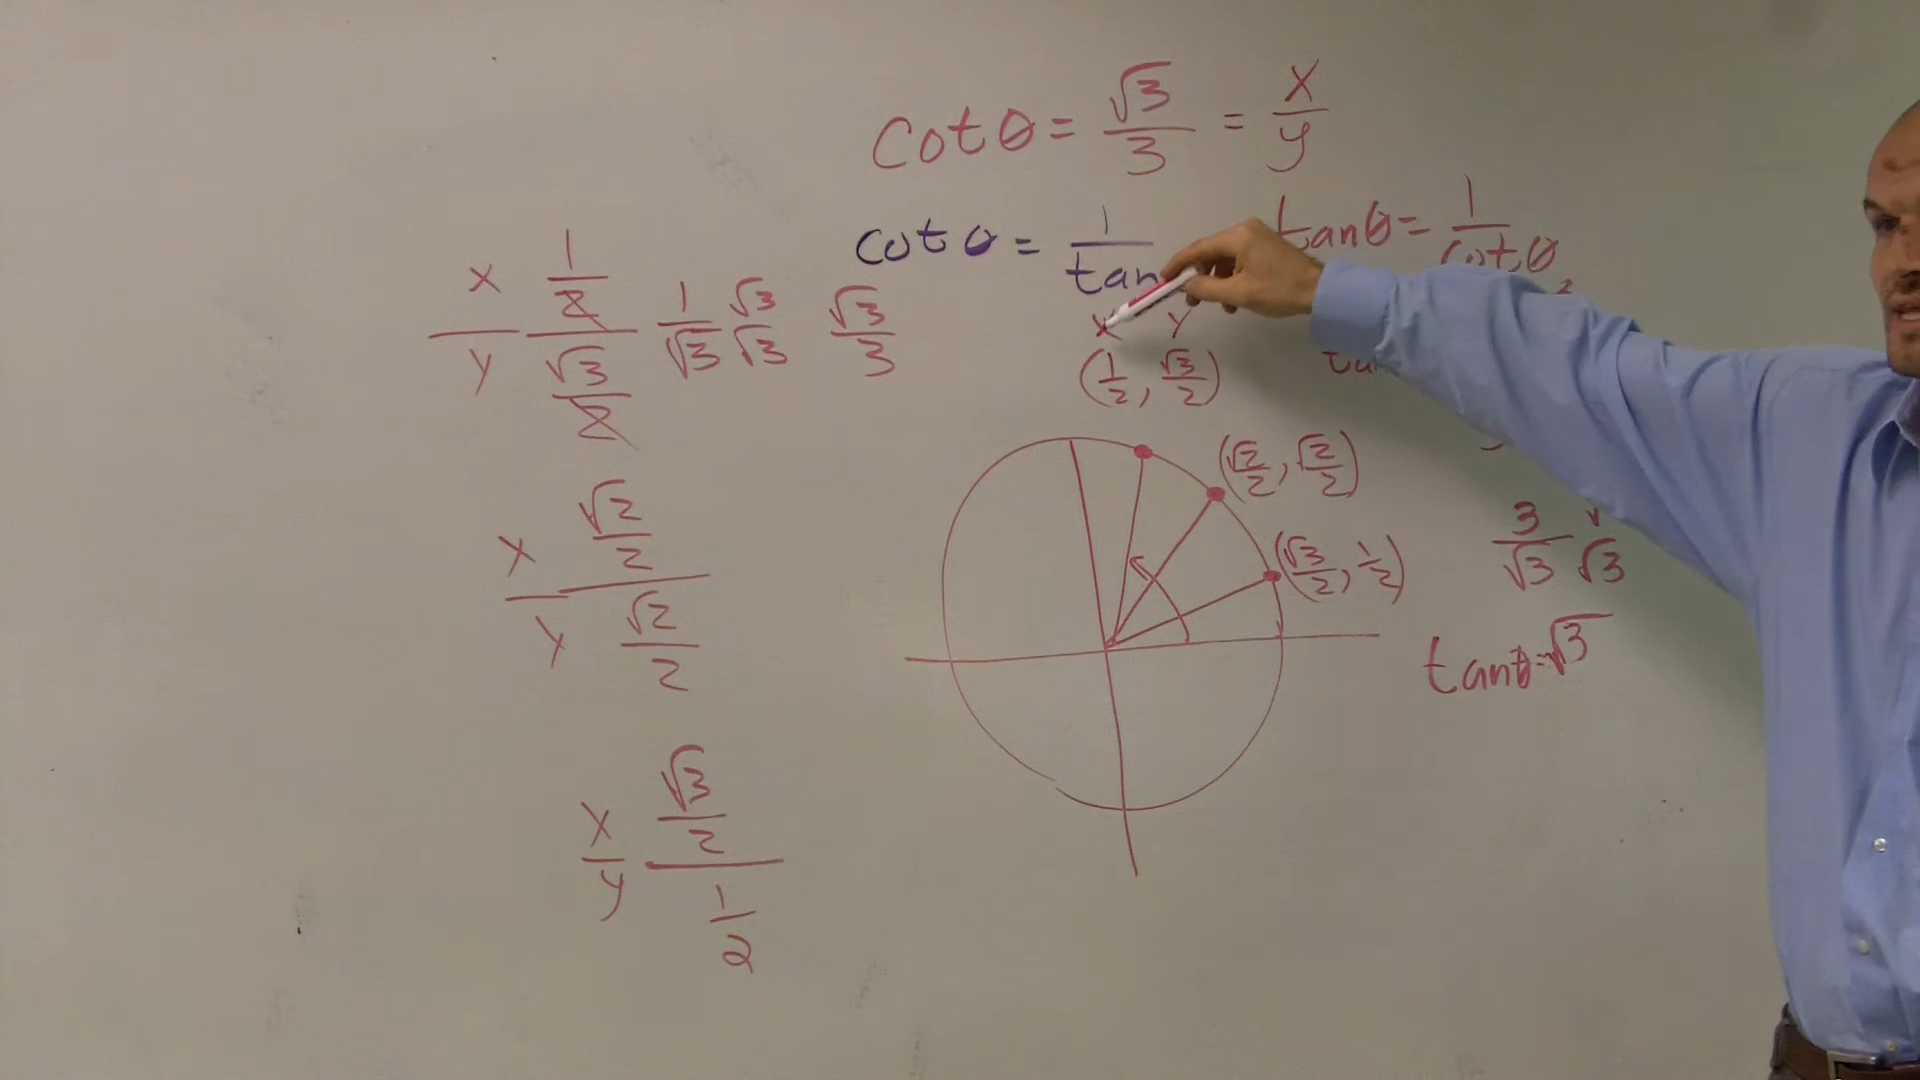 cot θ = √3/3 = x/y
cot θ = 1/tan
tan θ = 1/cot θ
x/y (1/2)/(√3/2) 1/√3 √3/√3 √3/3
x y
(1/2, √3/2)
(√2/2, √2/2)
(√3/2, 1/2)
x/y (√2/2)/(√2/2)
3/√3 √3
tan θ = √3
x/y (√3/2)/(1/2)